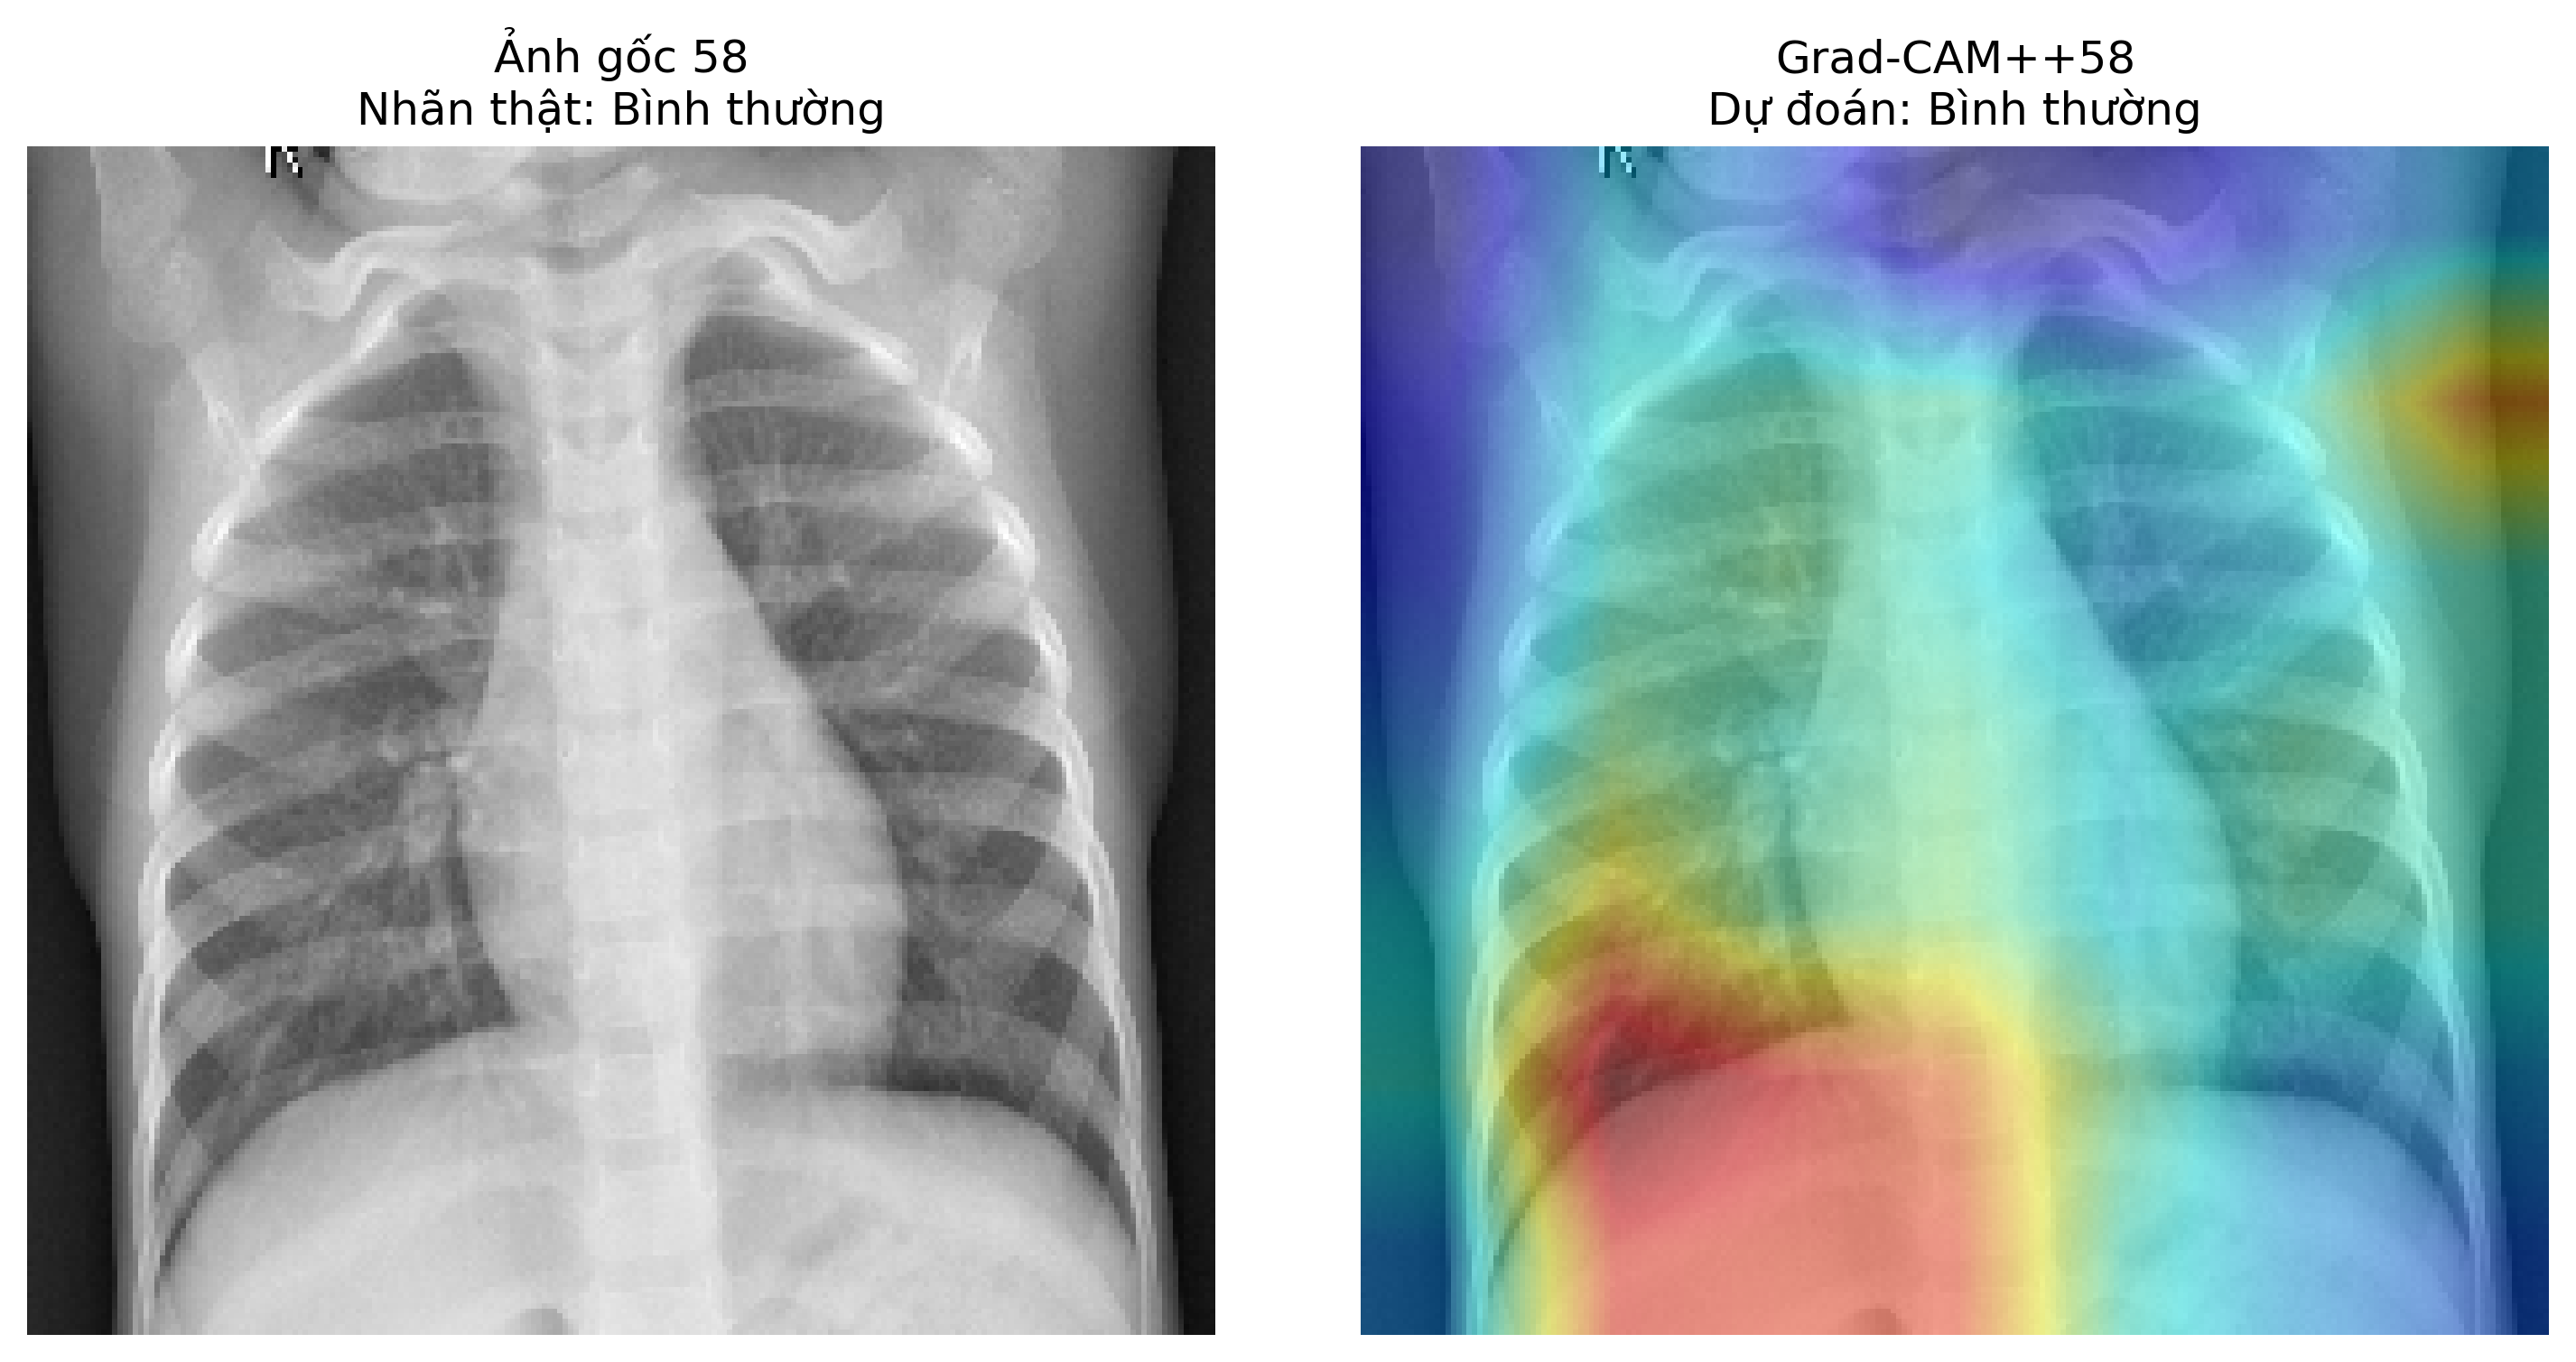 Ảnh gốc 58
Nhãn thật: Bình thường
Grad-CAM++58
Dự đoán: Bình thường
R
R